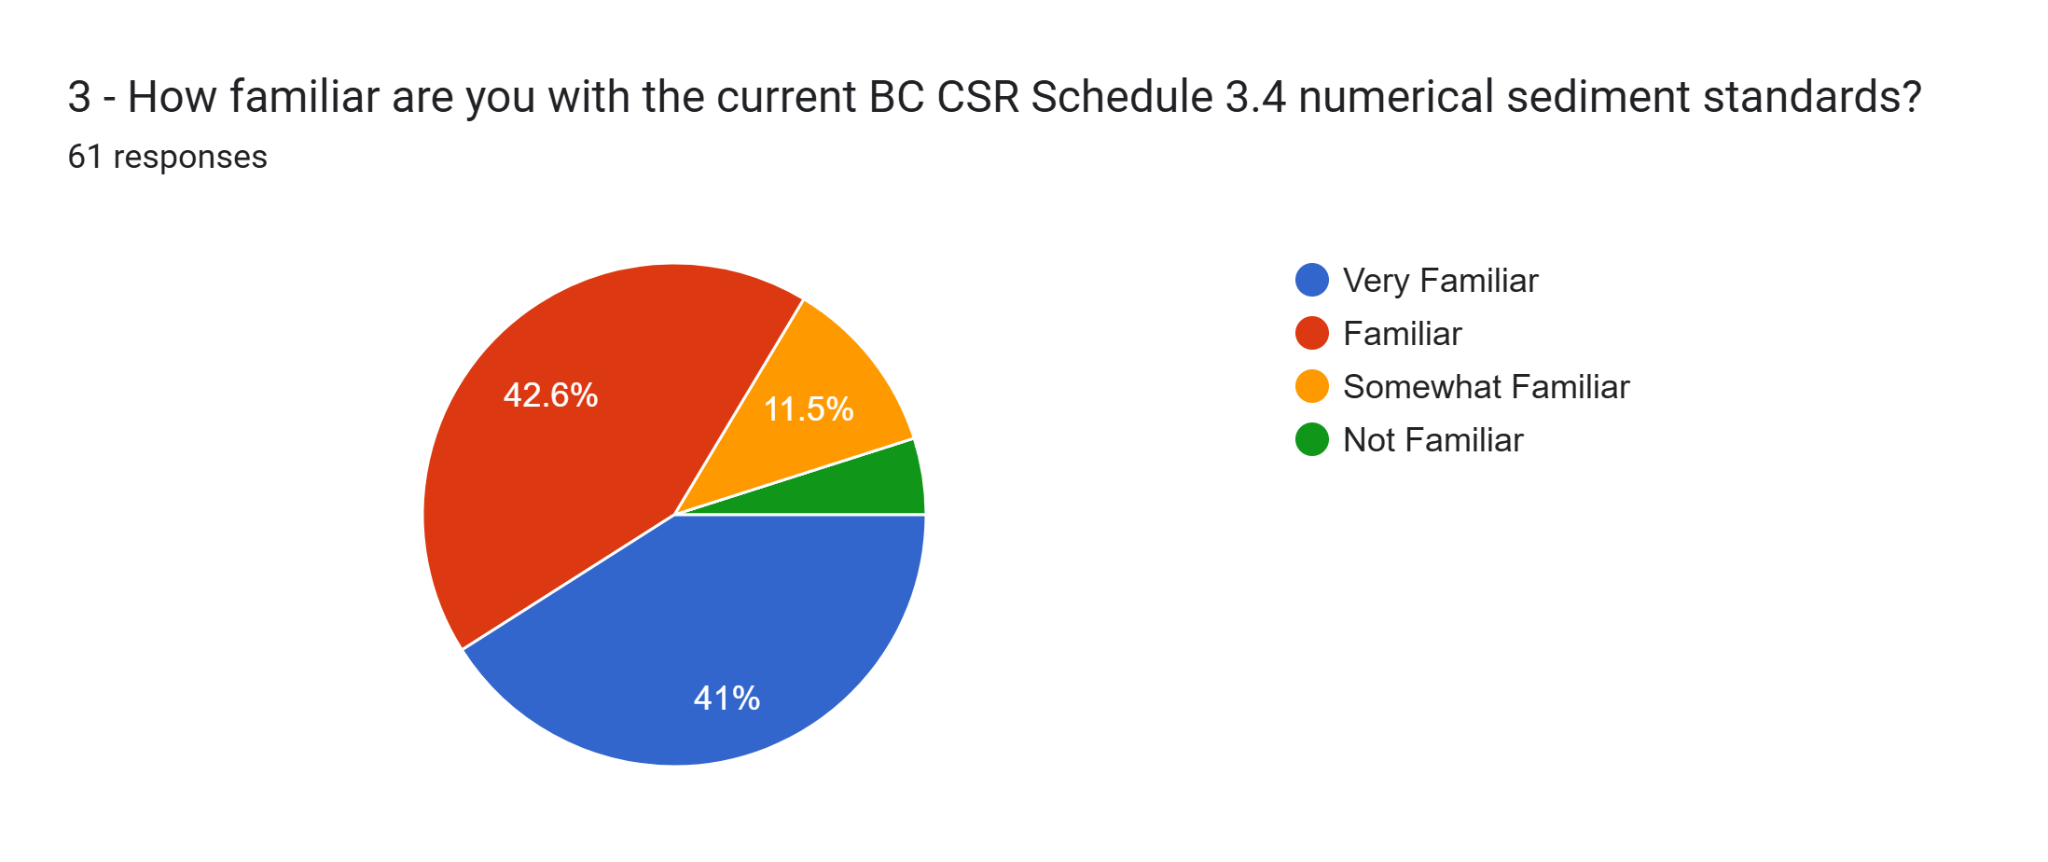 3 - How familiar are you with the current BC CSR Schedule 3.4 numerical sediment standards?
61 responses
42.6%
11.5%
41%
Very Familiar
Familiar
Somewhat Familiar
Not Familiar